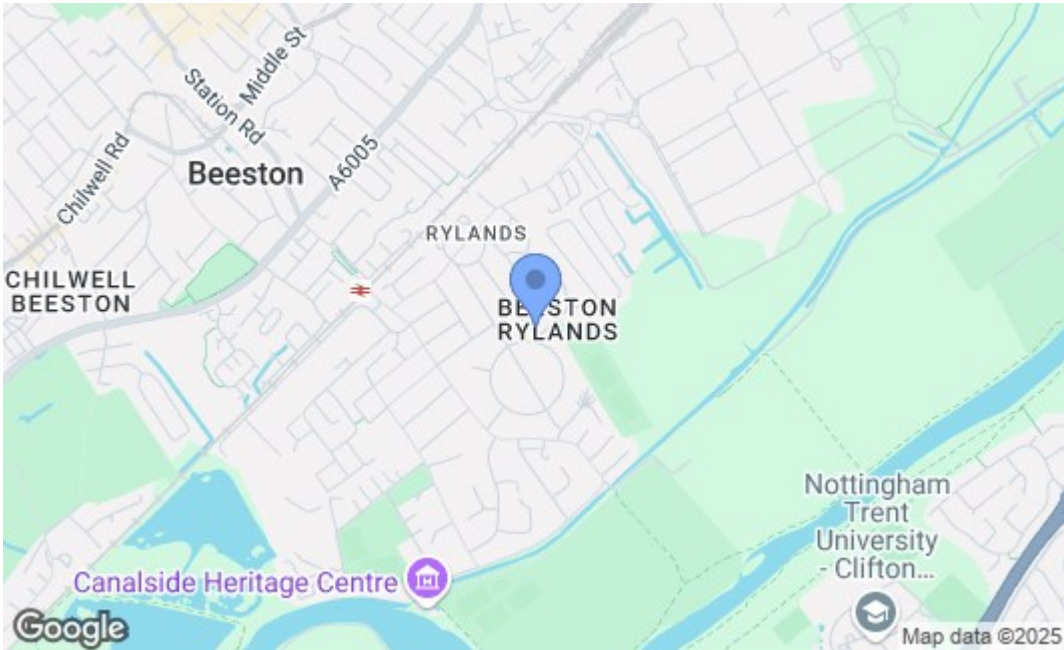 Middle St
Station Rd
Chilwell Rd
Beeston
A6005
RYLANDS
CHILWELL
BEESTON
BEESTON
RYLANDS
Nottingham
Trent
University
- Clifton...
Canalside Heritage Centre
Google
Map data ©2025